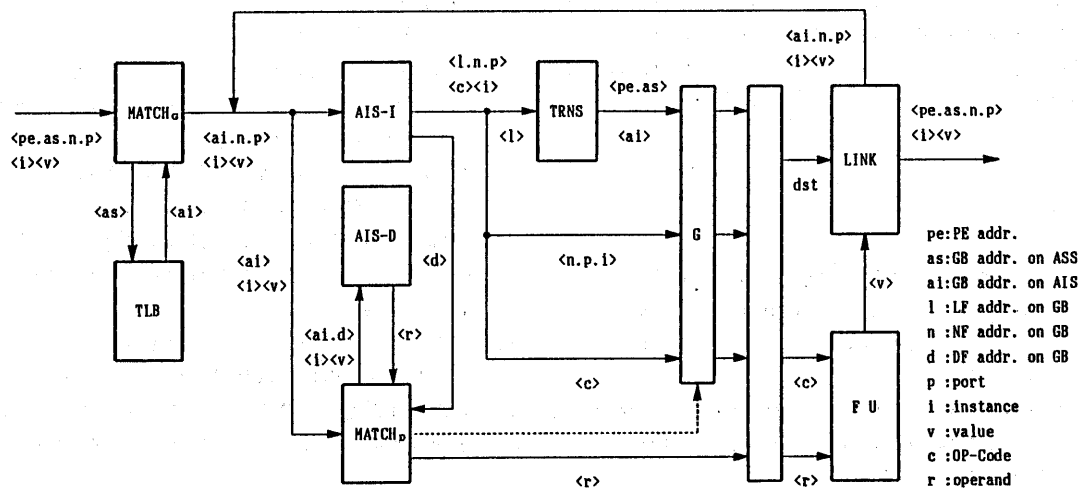 <ai.n.p>
<i><v>
<l.n.p>
<c><i>
<pe.as>
MATCH_G
AIS-I
TRNS
<pe.as.n.p>
<i><v>
<pe.as.n.p>
<i><v>
<ai.n.p>
<i><v>
<l>
<ai>
LINK
dst
<as>
<ai>
AIS-D
<d>
G
<n.p.i>
<ai>
<i><v>
<v>
TLB
<ai.d>
<i><v>
<r>
<c>
<c>
F U
MATCH_D
<r>
<r>
pe:PE addr.
as:GB addr. on ASS
ai:GB addr. on AIS
l :LF addr. on GB
n :NF addr. on GB
d :DF addr. on GB
p :port
i :instance
v :value
c :OP-Code
r :operand